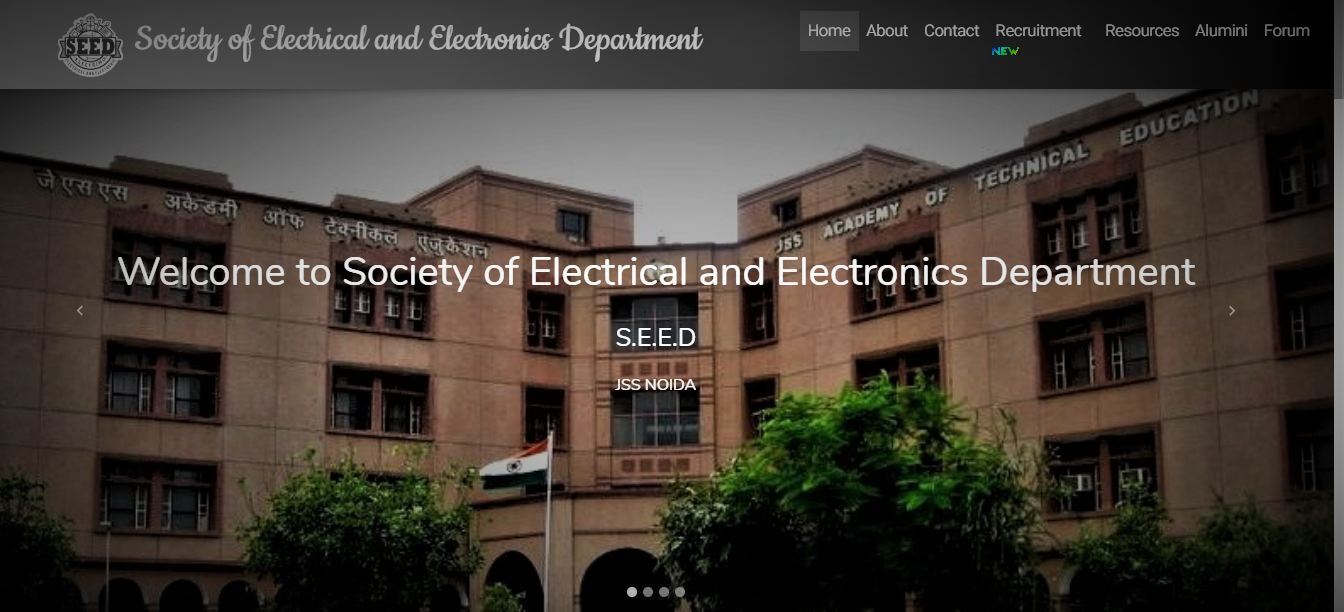 SEED
Society of Electrical and Electronics Department
Home About Contact Recruitment Resources Alumini Forum
NEW
जे एस एस अकेडमी ऑफ टेक्नीकल एजुकेशन
JSS ACADEMY OF TECHNICAL EDUCATION
Welcome to Society of Electrical and Electronics Department
S.E.E.D
JSS NOIDA